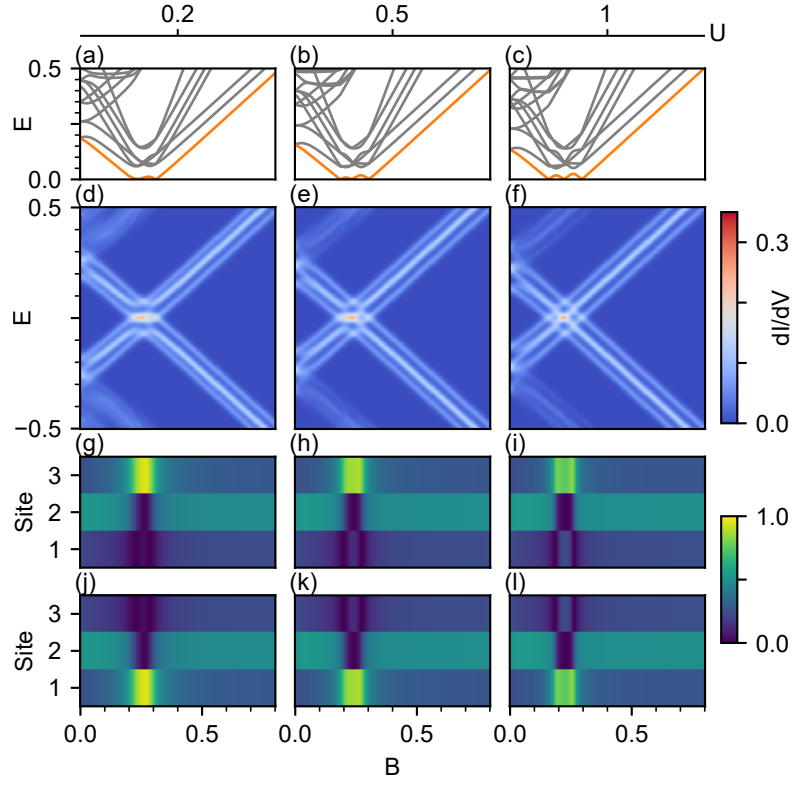 0.2 0.5 1 U
(a) (b) (c)
0.5
E
0.0
(d) (e) (f)
0.5
E
−0.5
0.3
dI/dV
0.0
(g) (h) (i)
3
Site 2
1
1.0
(j) (k) (l)
3
Site 2
1
0.0
0.0 0.5 0.0 0.5 0.0 0.5
B